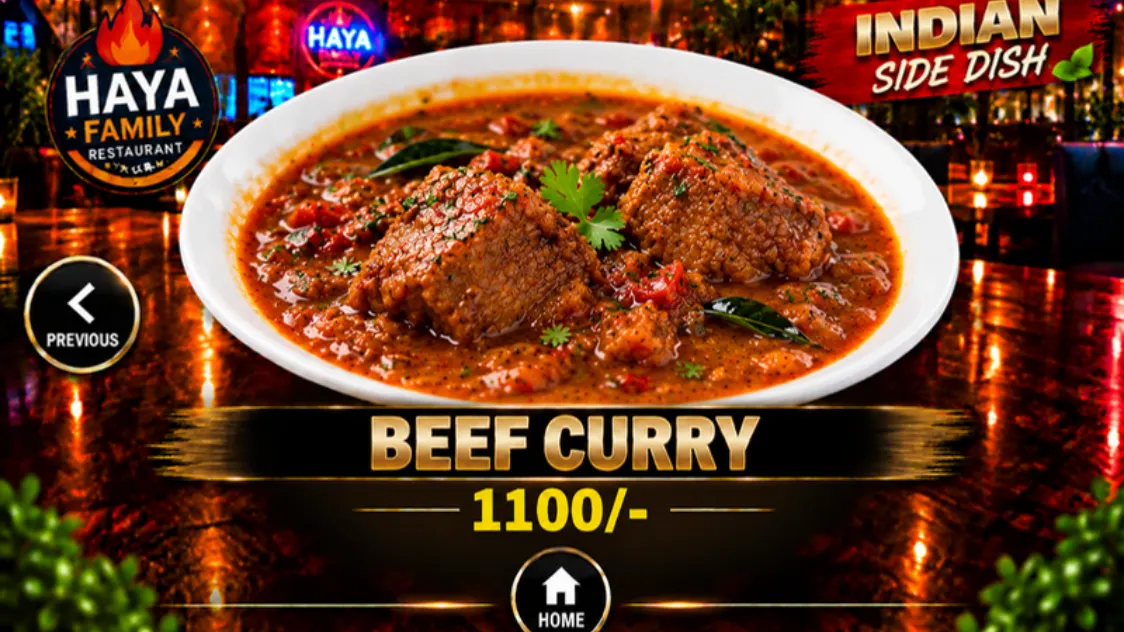 HAYA
FAMILY
RESTAURANT
HAYA
INDIAN
SIDE DISH
PREVIOUS
BEEF CURRY
1100/-
HOME